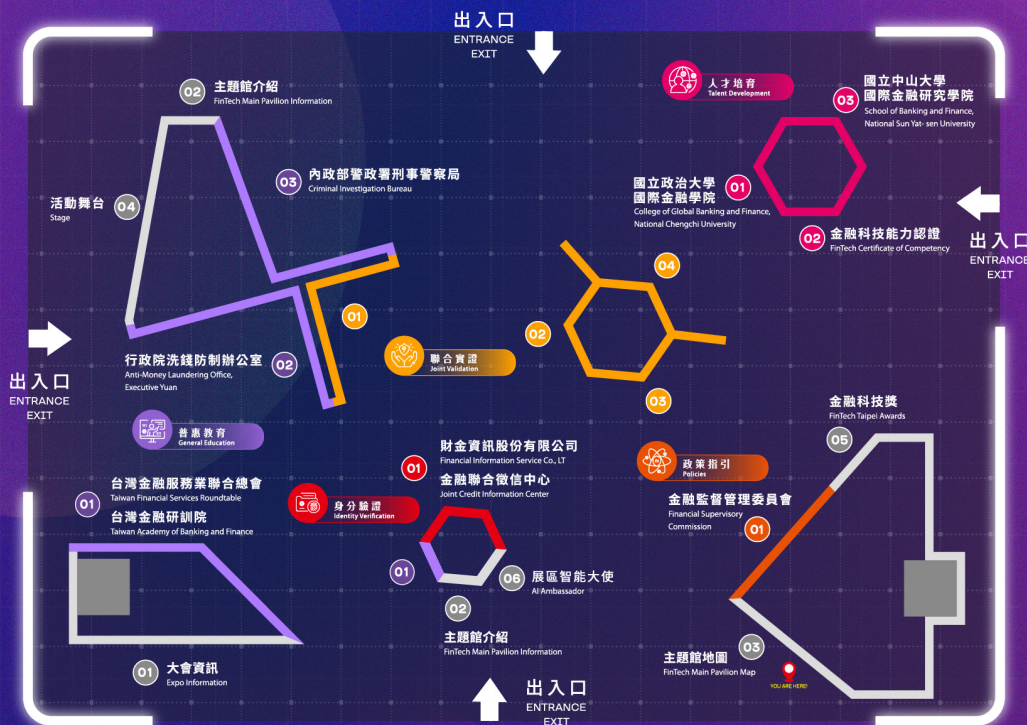 出入口
ENTRANCE
EXIT
02
主題館介紹
FinTech Main Pavilion Information
人才培育
Talent Development
03
國立中山大學
國際金融研究學院
School of Banking and Finance,
National Sun Yat- sen University
03
內政部警政署刑事警察局
Criminal Investigation Bureau
活動舞台
Stage
04
國立政治大學
國際金融學院
01
College of Global Banking and Finance,
National Chengchi University
02
金融科技能力認證
FinTech Certificate of Competency
出入口
ENTRANCE
EXIT
04
01
02
聯合實證
Joint Validation
03
行政院洗錢防制辦公室
Anti-Money Laundering Office,
Executive Yuan
02
出入口
ENTRANCE
EXIT
普惠教育
General Education
金融科技獎
FinTech Taipei Awards
05
01
財金資訊股份有限公司
Financial Information Service Co., LT
金融聯合徵信中心
Joint Credit Information Center
政策指引
Policies
金融監督管理委員會
Financial Supervisory
Commission
01
01
台灣金融服務業聯合總會
Taiwan Financial Services Roundtable
台灣金融研訓院
Taiwan Academy of Banking and Finance
身分驗證
Identity Verification
01
06
展區智能大使
AI Ambassador
02
主題館介紹
FinTech Main Pavilion Information
01
大會資訊
Expo Information
主題館地圖
FinTech Main Pavilion Map
03
YOU ARE HERE!
出入口
ENTRANCE
EXIT